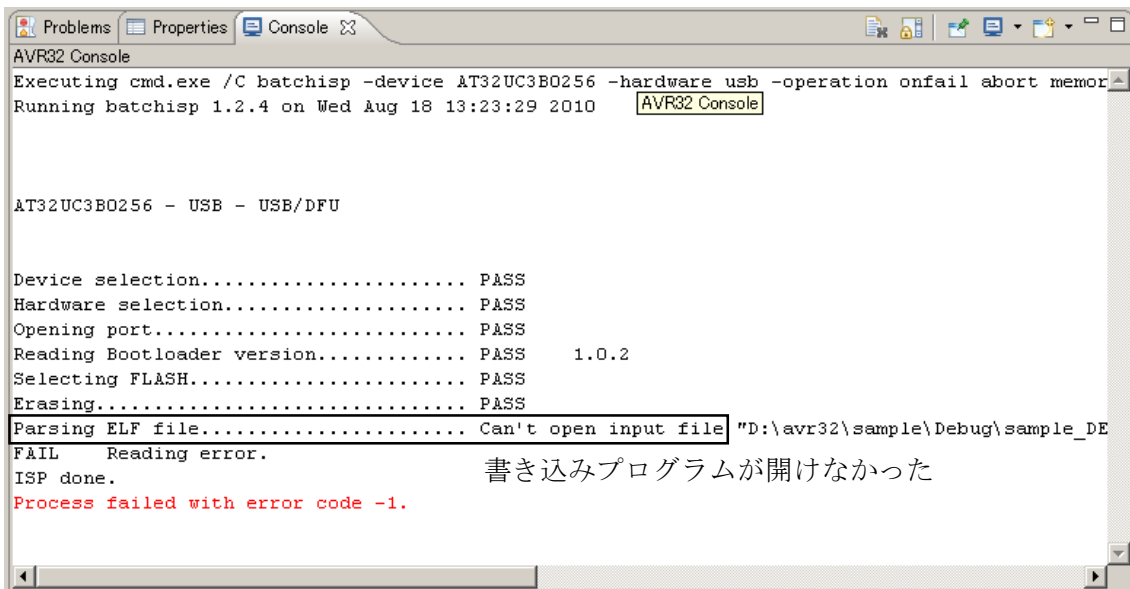 Problems Properties Console
AVR32 Console
Executing cmd.exe /C batchisp -device AT32UC3B0256 -hardware usb -operation onfail abort memor
Running batchisp 1.2.4 on Wed Aug 18 13:23:29 2010
AVR32 Console
AT32UC3B0256 - USB - USB/DFU
Device selection....................... PASS
Hardware selection..................... PASS
Opening port........................... PASS
Reading Bootloader version............. PASS 1.0.2
Selecting FLASH........................ PASS
Erasing................................ PASS
Parsing ELF file....................... Can't open input file "D:\avr32\sample\Debug\sample_DE
FAIL Reading error.
書き込みプログラムが開けなかった
ISP done.
Process failed with error code -1.